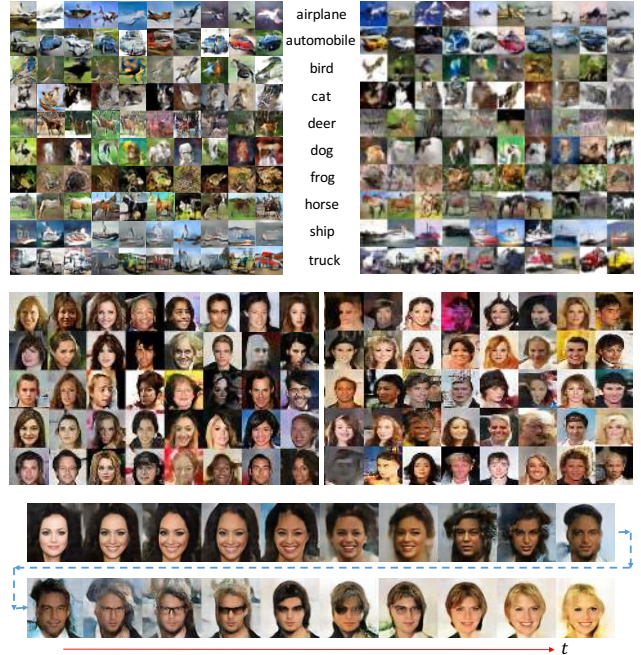 airplane
automobile
bird
cat
deer
dog
frog
horse
ship
truck
t